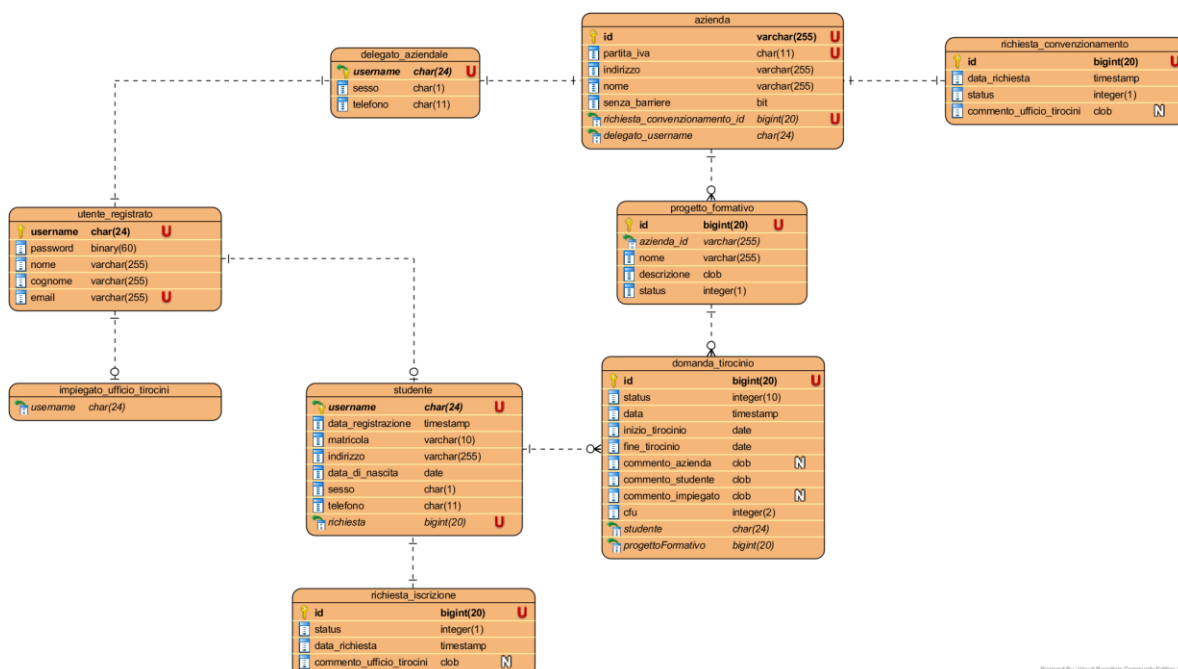 azienda
id varchar(255) U
partita_iva char(11) U
indirizzo varchar(255)
nome varchar(255)
senza_barriere bit
richiesta_convenzionamento_id bigint(20) U
delegato_username char(24)
richiesta_convenzionamento
id bigint(20) U
data_richiesta timestamp
status integer(1)
commento_ufficio_tirocini clob N
delegato_aziendale
username char(24) U
sesso char(1)
telefono char(11)
utente_registrato
username char(24) U
password binary(60)
nome varchar(255)
cognome varchar(255)
email varchar(255) U
progetto_formativo
id bigint(20) U
azienda_id varchar(255)
nome varchar(255)
descrizione clob
status integer(1)
impiegato_ufficio_tirocini
username char(24)
studente
username char(24) U
data_registrazione timestamp
matricola varchar(10)
indirizzo varchar(255)
data_di_nascita date
sesso char(1)
telefono char(11)
richiesta bigint(20) U
domanda_tirocinio
id bigint(20) U
status integer(10)
data timestamp
inizio_tirocinio date
fine_tirocinio date
commento_azienda clob N
commento_studente clob
commento_impiegato clob N
cfu integer(2)
studente char(24)
progettoFormativo bigint(20)
richiesta_iscrizione
id bigint(20) U
status integer(1)
data_richiesta timestamp
commento_ufficio_tirocini clob N